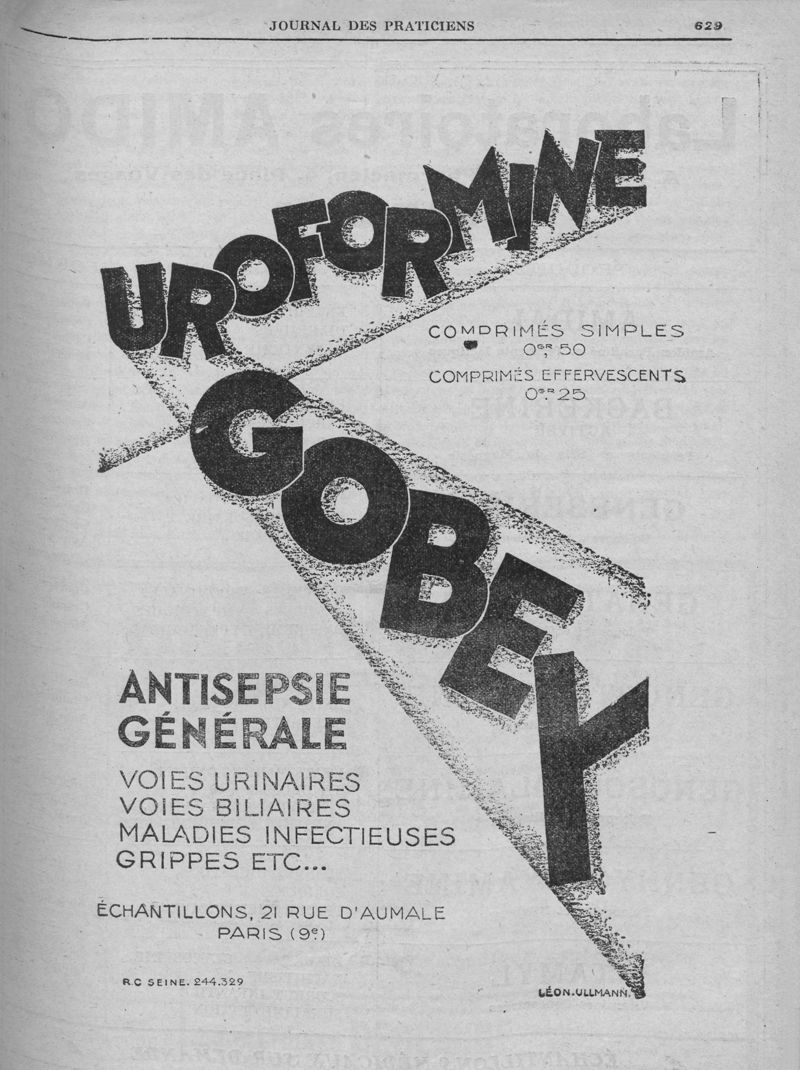 JOURNAL DES PRATICIENS 629
UROFORMINE
COMPRIMÉS SIMPLES
0GR,50
COMPRIMÉS EFFERVESCENTS
0GR,25
GOBEY
ANTISEPSIE
GÉNÉRALE
VOIES URINAIRES
VOIES BILIAIRES
MALADIES INFECTIEUSES
GRIPPES ETC...
ÉCHANTILLONS, 21 RUE D'AUMALE
PARIS (9e)
R.C SEINE. 244.329
LÉON-ULLMANN.